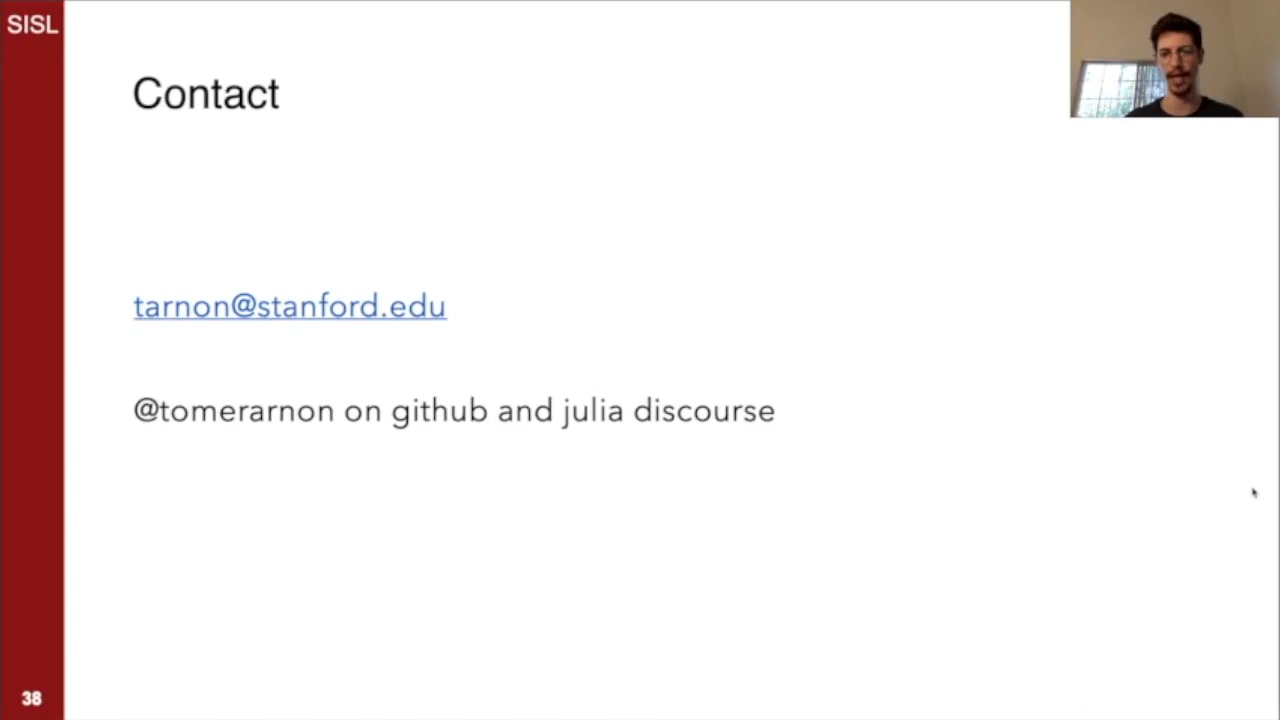 SISL
Contact
tarnon@stanford.edu
@tomerarnon on github and julia discourse
38